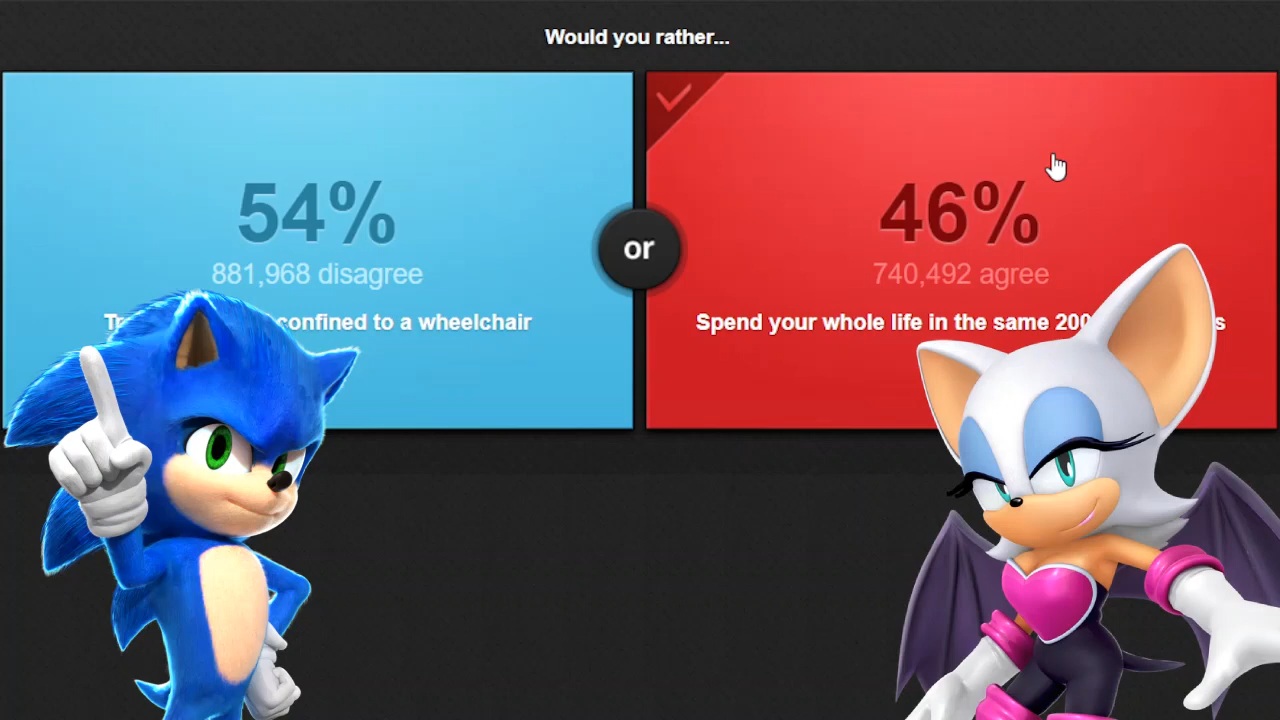 Would you rather...
54%
881,968 disagree
confined to a wheelchair
or
46%
740,492 agree
Spend your whole life in the same